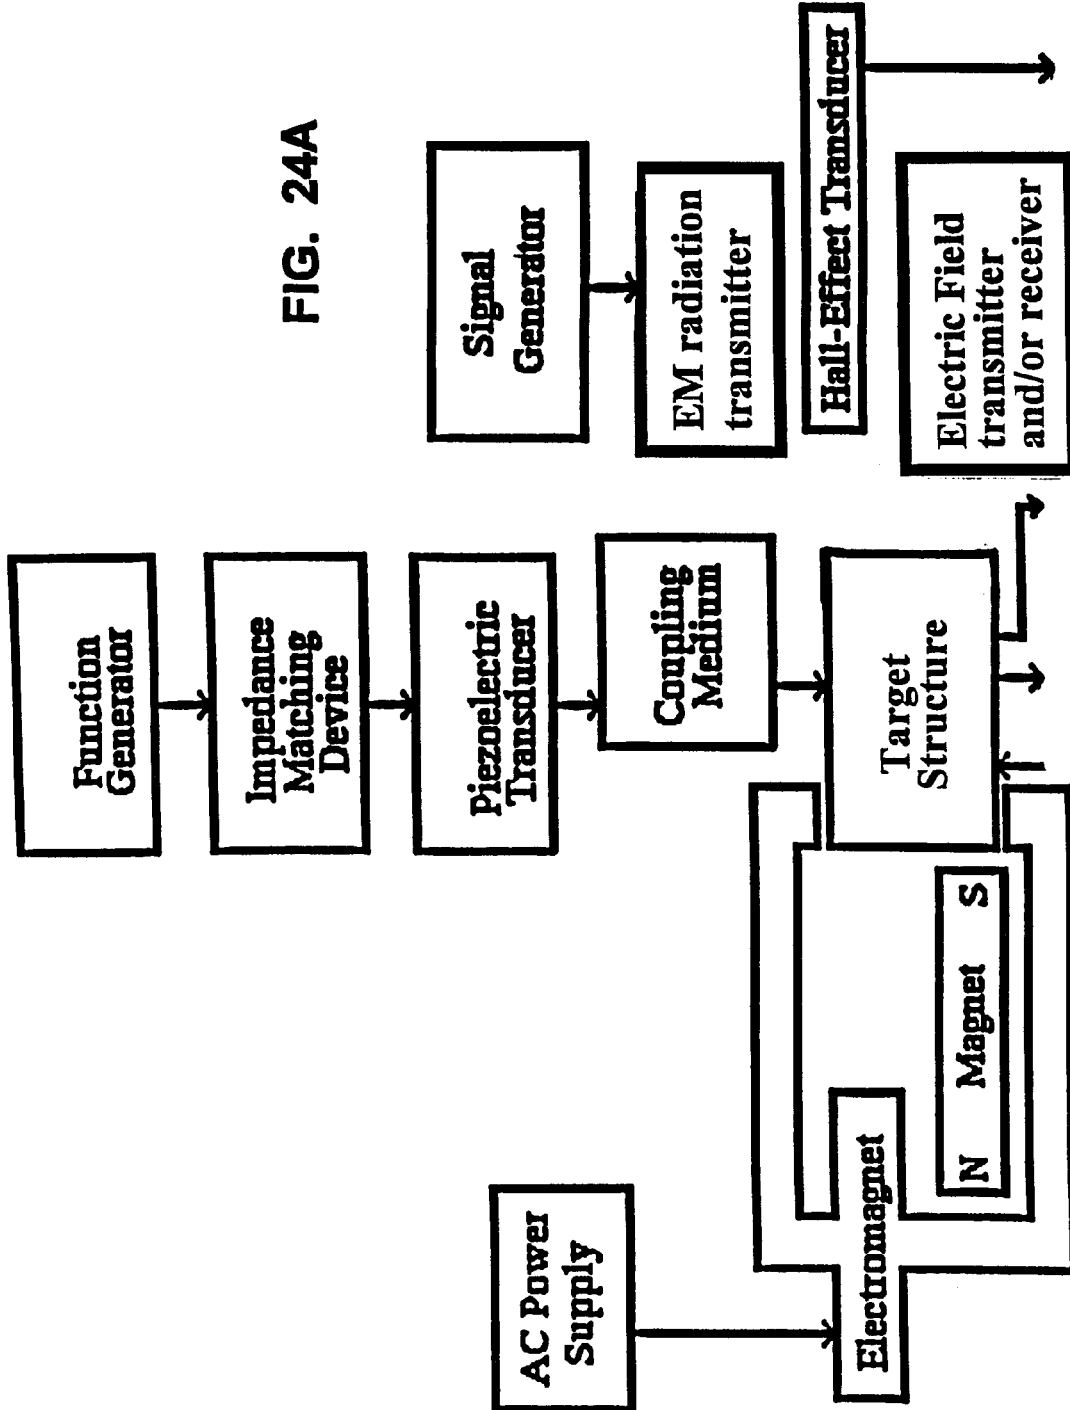 FIG. 24A
Function
Generator
Impedance
Matching
Device
Piezoelectric
Transducer
Coupling
Medium
Target
Structure
Signal
Generator
EM radiation
transmitter
Hall-Effect Transducer
Electric Field
transmitter
and/or receiver
AC Power
Supply
Electromagnet
N Magnet S